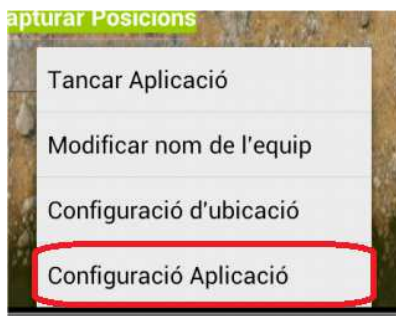 apturar Posicions
Tancar Aplicació
Modificar nom de l'equip
Configuració d'ubicació
Configuració Aplicació